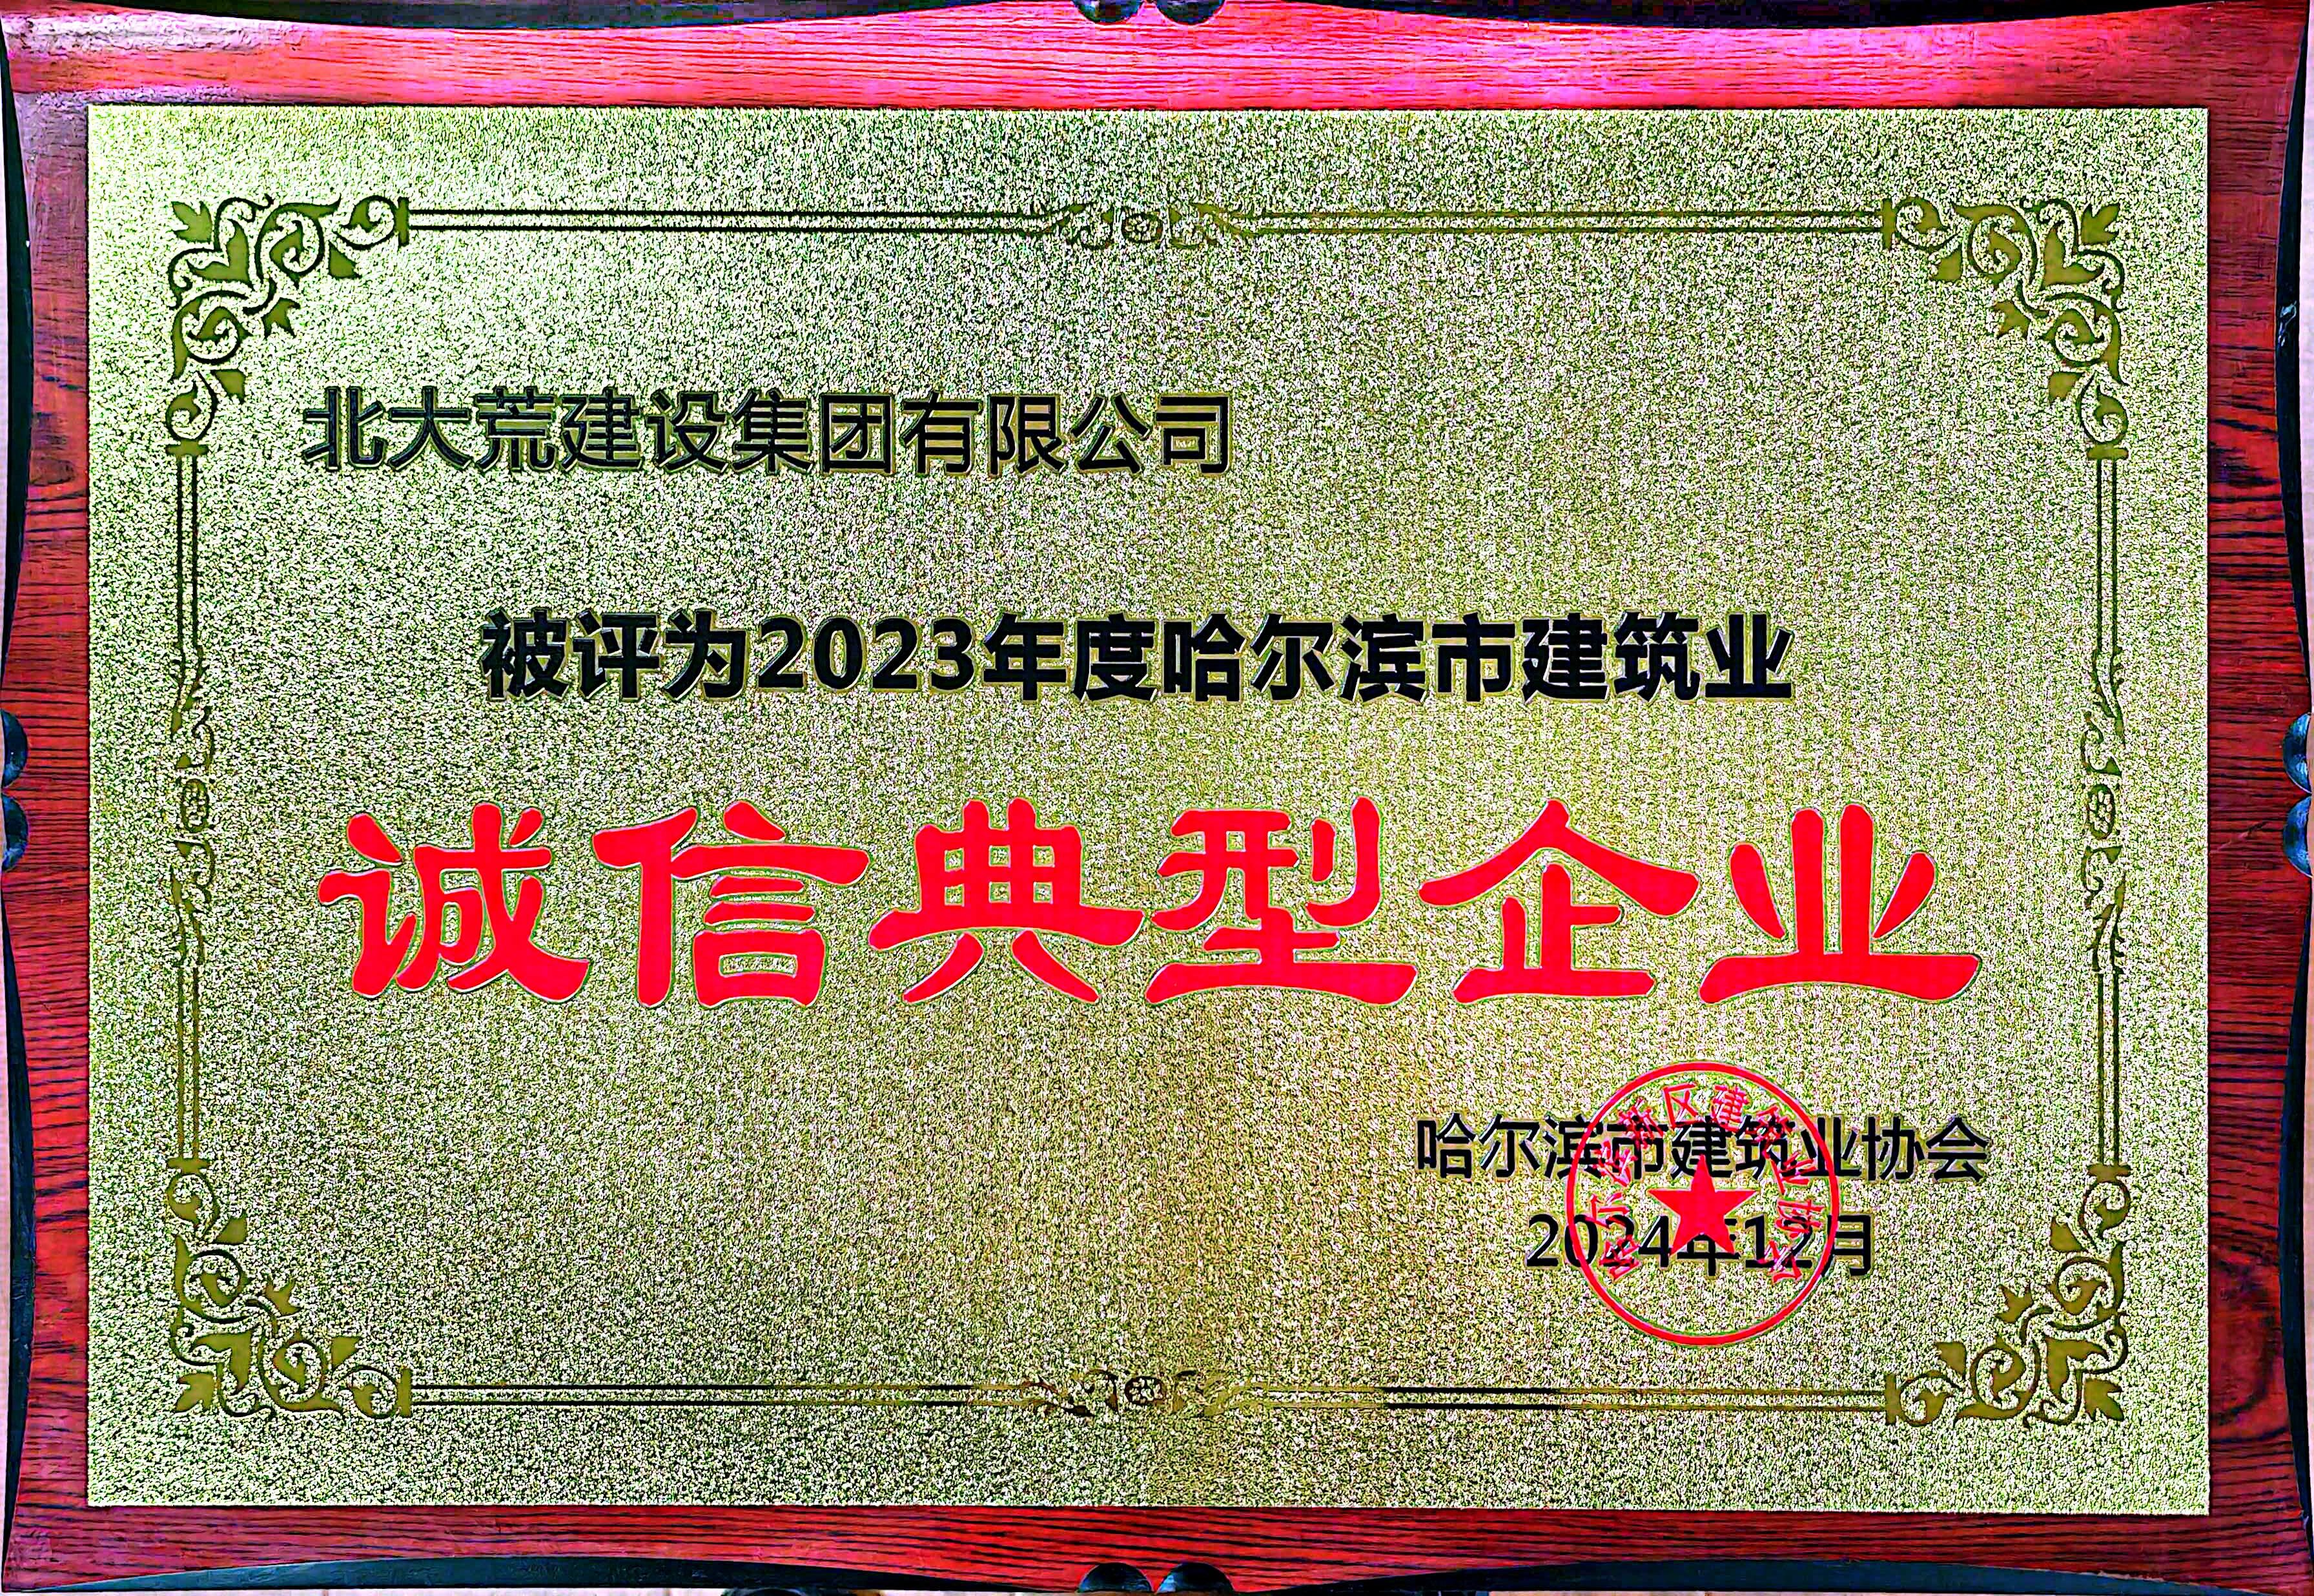 北大荒建设集团有限公司
被评为2023年度哈尔滨市建筑业
诚信典型企业
哈尔滨市建筑业协会
2024年12月